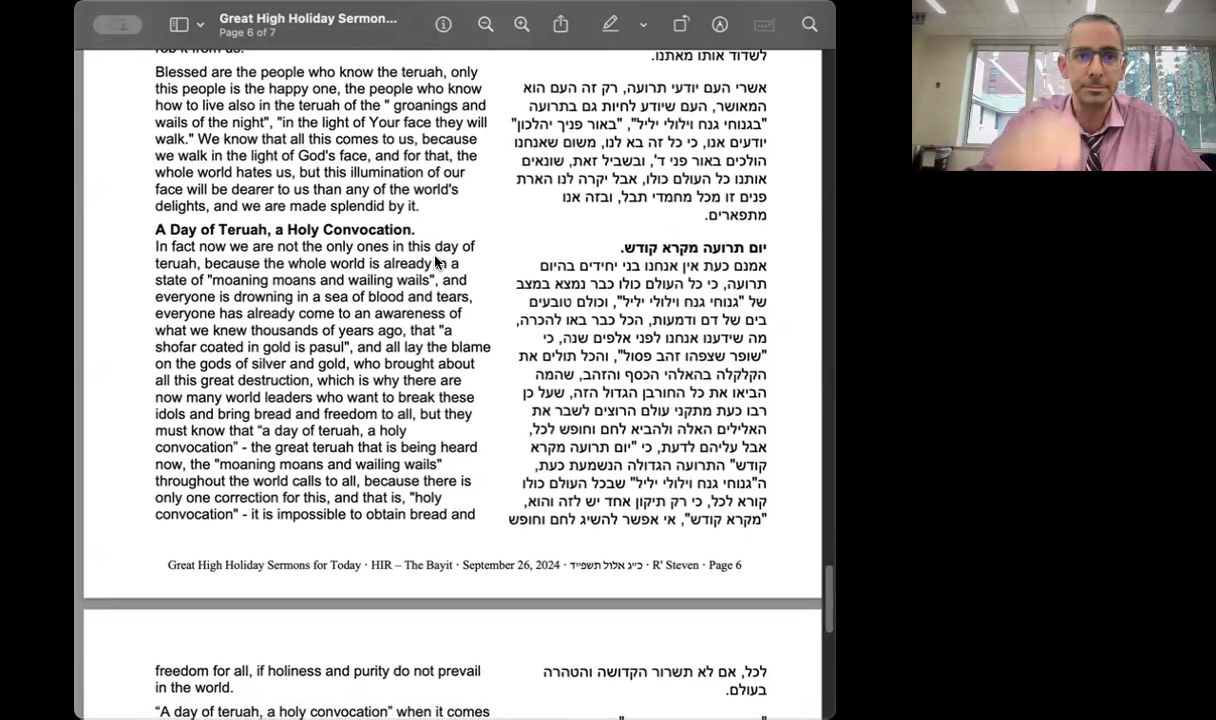 Great High Holiday Sermon...
Page 6 of 7
rob it from us.
Blessed are the people who know the teruah, only
this people is the happy one, the people who know
how to live also in the teruah of the " groanings and
wails of the night", "in the light of Your face they will
walk." We know that all this comes to us, because
we walk in the light of God's face, and for that, the
whole world hates us, but this illumination of our
face will be dearer to us than any of the world's
delights, and we are made splendid by it.
A Day of Teruah, a Holy Convocation.
In fact now we are not the only ones in this day of
teruah, because the whole world is already in a
state of "moaning moans and wailing wails", and
everyone is drowning in a sea of blood and tears,
everyone has already come to an awareness of
what we knew thousands of years ago, that "a
shofar coated in gold is pasul", and all lay the blame
on the gods of silver and gold, who brought about
all this great destruction, which is why there are
now many world leaders who want to break these
idols and bring bread and freedom to all, but they
must know that “a day of teruah, a holy
convocation” - the great teruah that is being heard
now, the "moaning moans and wailing wails"
throughout the world calls to all, because there is
only one correction for this, and that is, "holy
convocation" - it is impossible to obtain bread and
לשדוד אותו מאתנו.
אשרי העם יודעי תרועה, רק זה העם הוא
המאושר, העם שיודע לחיות גם בתרועה
"בגנוחי גנח וילולי יליל", "באור פניך יהלכון"
יודעים אנו, כי כל זה בא לנו, משום שאנחנו
הולכים באור פני ד', ובשביל זאת, שונאים
אותנו כל העולם כולו, אבל יקרה לנו הארת
פנים זו מכל מחמדי תבל, ובזה אנו
מתפארים.
יום תרועה מקרא קודש.
אמנם כעת אין אנחנו בני יחידים בהיום
תרועה, כי כל העולם כולו כבר נמצא במצב
של "גנוחי גנח וילולי יליל", וכולם טובעים
בים של דם ודמעות, הכל כבר באו להכרה,
מה שידענו אנחנו לפני אלפים שנה, כי
"שופר שצפהו זהב פסול", והכל תולים את
הקלקלה בהאלהי הכסף והזהב, שהמה
הביאו את כל החורבן הגדול הזה, שעל כן
רבו כעת מתקני עולם הרוצים לשבר את
האלילים האלה ולהביא לחם וחופש לכל,
אבל עליהם לדעת, כי "יום תרועה מקרא
קודש" התרועה הגדולה הנשמעת כעת,
ה"גנוחי גנח וילולי יליל" שבכל העולם כולו
קורא לכל, כי רק תיקון אחד יש לזה והוא,
"מקרא קודש", אי אפשר להשיג לחם וחופש
Great High Holiday Sermons for Today · HIR – The Bayit · September 26, 2024 · כ״ג אלול תשפ״ד · R' Steven · Page 6
freedom for all, if holiness and purity do not prevail
in the world.
“A day of teruah, a holy convocation” when it comes
לכל, אם לא תשרור הקדושה והטהרה
בעולם.